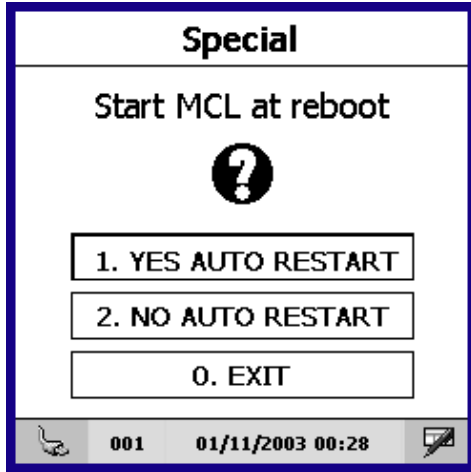 Special
Start MCL at reboot
?
1. YES AUTO RESTART
2. NO AUTO RESTART
0. EXIT
001 01/11/2003 00:28